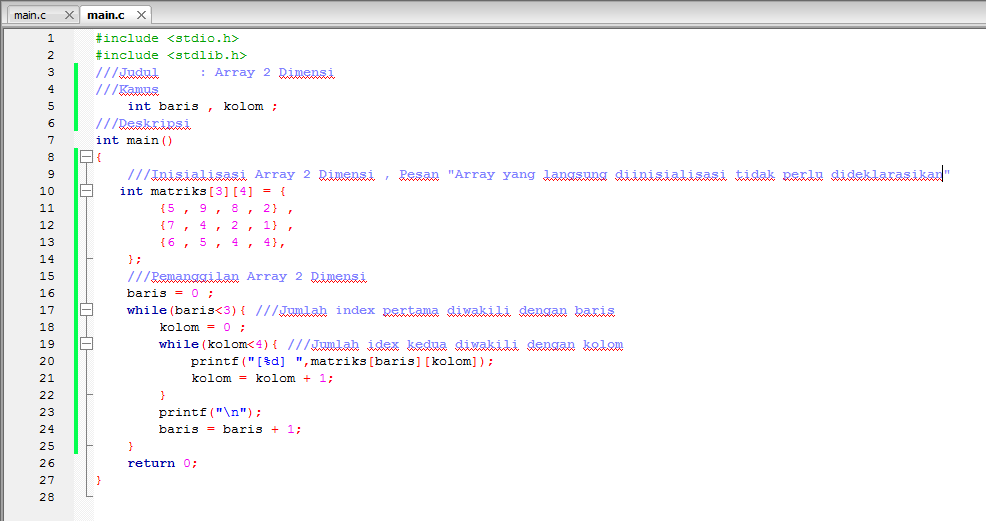 main.c main.c
1 #include <stdio.h>
2 #include <stdlib.h>
3 ///Judul : Array 2 Dimensi
4 ///Kamus
5 int baris , kolom ;
6 ///Deskripsi
7 int main()
8 {
9 ///Inisialisasi Array 2 Dimensi , Pesan "Array yang langsung diinisialisasi tidak perlu dideklarasikan"
10 int matriks[3][4] = {
11 {5 , 9 , 8 , 2} ,
12 {7 , 4 , 2 , 1} ,
13 {6 , 5 , 4 , 4},
14 };
15 ///Pemanggilan Array 2 Dimensi
16 baris = 0 ;
17 while(baris<3){ ///Jumlah index pertama diwakili dengan baris
18 kolom = 0 ;
19 while(kolom<4){ ///Jumlah idex kedua diwakili dengan kolom
20 printf("[%d] ",matriks[baris][kolom]);
21 kolom = kolom + 1;
22 }
23 printf("\n");
24 baris = baris + 1;
25 }
26 return 0;
27 }
28